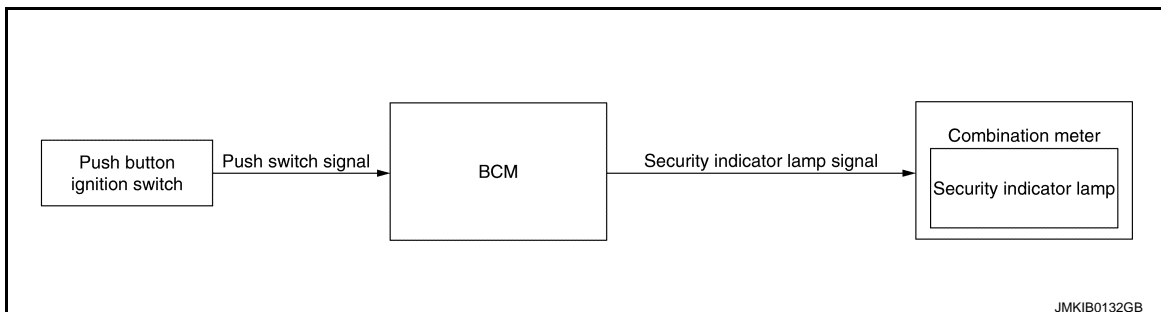 Push button
ignition switch
Push switch signal
BCM
Security indicator lamp signal
Combination meter
Security indicator lamp
JMKIB0132GB